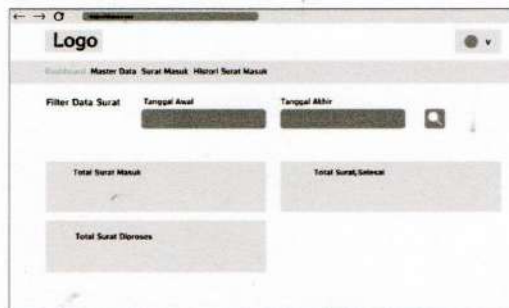 Logo
Dashboard Master Data Surat Masuk Histori Surat Masuk
Filter Data Surat Tanggal Awal Tanggal Akhir
Total Surat Masuk Total Surat Selesai
Total Surat Diproses